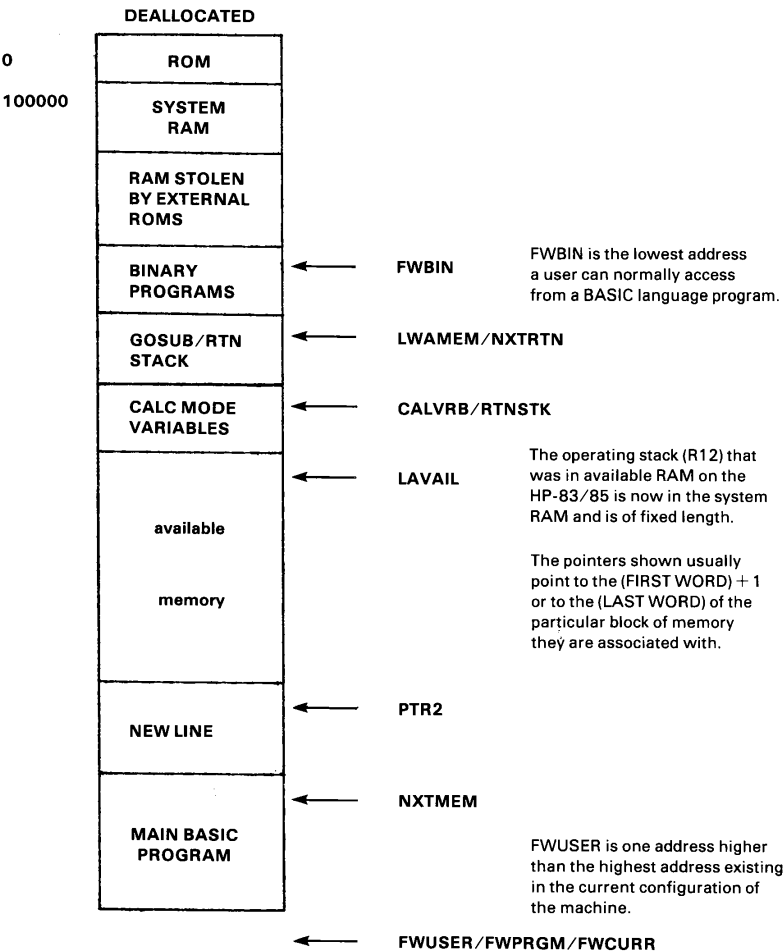 DEALLOCATED
0
ROM
100000
SYSTEM
RAM
RAM STOLEN
BY EXTERNAL
ROMS
BINARY
PROGRAMS
FWBIN
FWBIN is the lowest address
a user can normally access
from a BASIC language program.
GOSUB/RTN
STACK
LWAMEM/NXTRTN
CALC MODE
VARIABLES
CALVRB/RTNSTK
LAVAIL
The operating stack (R12) that
was in available RAM on the
HP-83/85 is now in the system
RAM and is of fixed length.
available
memory
The pointers shown usually
point to the (FIRST WORD) + 1
or to the (LAST WORD) of the
particular block of memory
they are associated with.
NEW LINE
PTR2
NXTMEM
MAIN BASIC
PROGRAM
FWUSER is one address higher
than the highest address existing
in the current configuration of
the machine.
FWUSER/FWPRGM/FWCURR